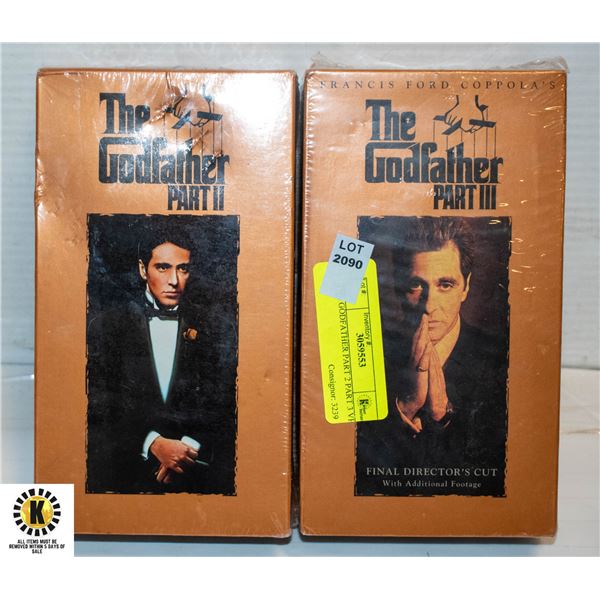 The
Godfather
PART II
FRANCIS FORD COPPOLA'S
The
Godfather
PART III
LOT
2090
Inventory #
3059553
GODFATHER PART 2 PART 3
Consignor: 3239
FINAL DIRECTOR'S CUT
With Additional Footage
K
ALL ITEMS MUST BE
REMOVED WITHIN 5 DAYS OF
SALE